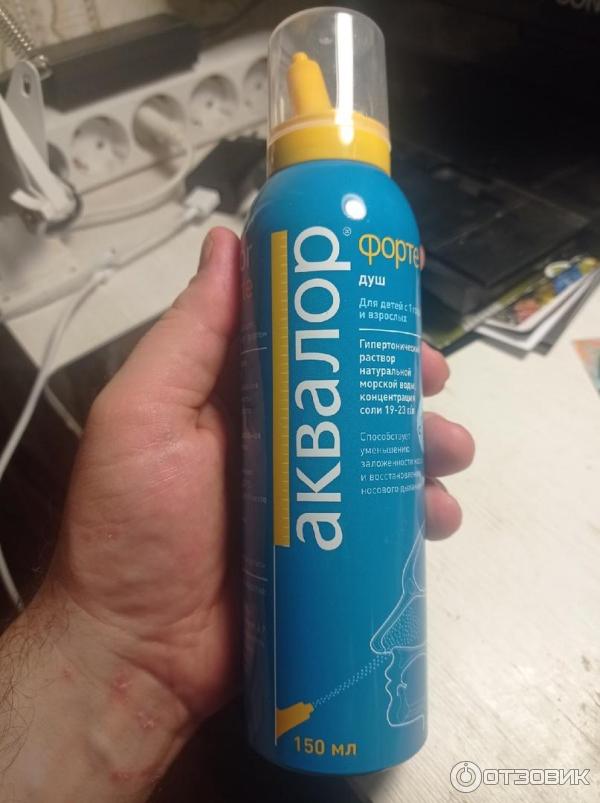 аквалор®
форте
душ
Для детей с 1
и взрослых
Гипертонический
раствор
натуральной
морской воды,
концентрация
соли 19-23
Способствует
уменьшению
заложенности
и восстановлению
носового дыхания
150 мл
ОТЗОВИК